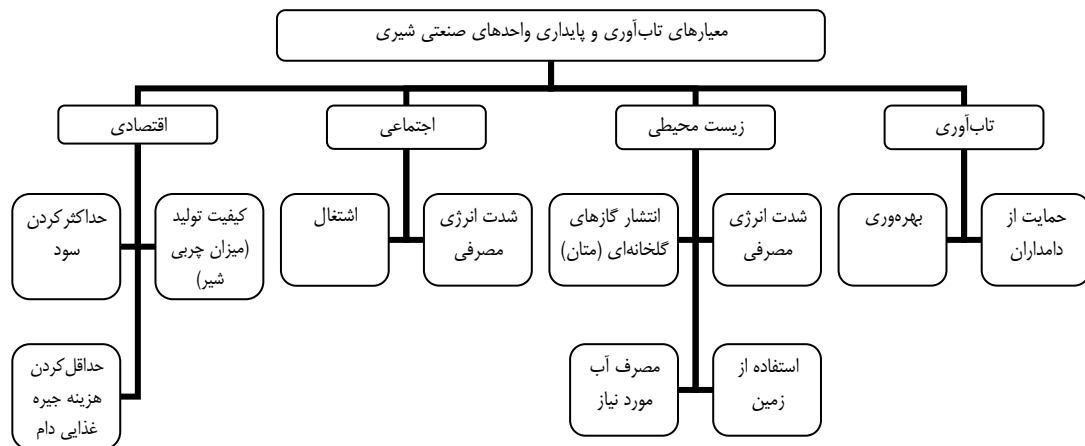 معیارهای تاب‌آوری و پایداری واحدهای صنعتی شیری
تاب‌آوری
زیست محیطی
اجتماعی
اقتصادی
حمایت از
دامداران
بهره‌وری
شدت انرژی
مصرفی
انتشار گازهای
گلخانه‌ای (متان)
شدت انرژی
مصرفی
اشتغال
کیفیت تولید
(میزان چربی
شیر)
حداکثر کردن
سود
استفاده از
زمین
مصرف آب
مورد نیاز
حداقل کردن
هزینه جیره
غذایی دام